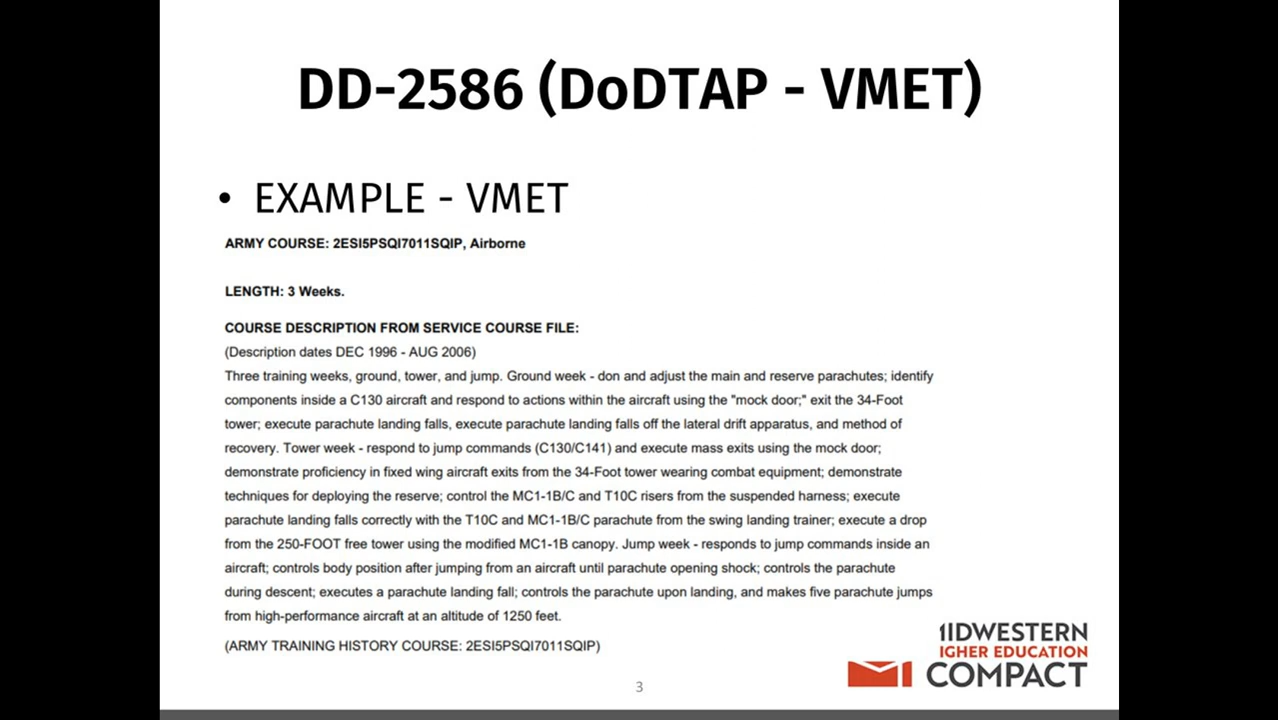 DD-2586 (DoDTAP - VMET)
• EXAMPLE - VMET
ARMY COURSE: 2ESI5PSQI7011SQIP, Airborne
LENGTH: 3 Weeks.
COURSE DESCRIPTION FROM SERVICE COURSE FILE:
(Description dates DEC 1996 - AUG 2006)
Three training weeks, ground, tower, and jump. Ground week - don and adjust the main and reserve parachutes; identify
components inside a C130 aircraft and respond to actions within the aircraft using the "mock door;" exit the 34-Foot
tower; execute parachute landing falls, execute parachute landing falls off the lateral drift apparatus, and method of
recovery. Tower week - respond to jump commands (C130/C141) and execute mass exits using the mock door;
demonstrate proficiency in fixed wing aircraft exits from the 34-Foot tower wearing combat equipment; demonstrate
techniques for deploying the reserve; control the MC1-1B/C and T10C risers from the suspended harness; execute
parachute landing falls correctly with the T10C and MC1-1B/C parachute from the swing landing trainer; execute a drop
from the 250-FOOT free tower using the modified MC1-1B canopy. Jump week - responds to jump commands inside an
aircraft; controls body position after jumping from an aircraft until parachute opening shock; controls the parachute
during descent; executes a parachute landing fall; controls the parachute upon landing, and makes five parachute jumps
from high-performance aircraft at an altitude of 1250 feet.
(ARMY TRAINING HISTORY COURSE: 2ESI5PSQI7011SQIP)
IIDWESTERN
IGHER EDUCATION
COMPACT
3